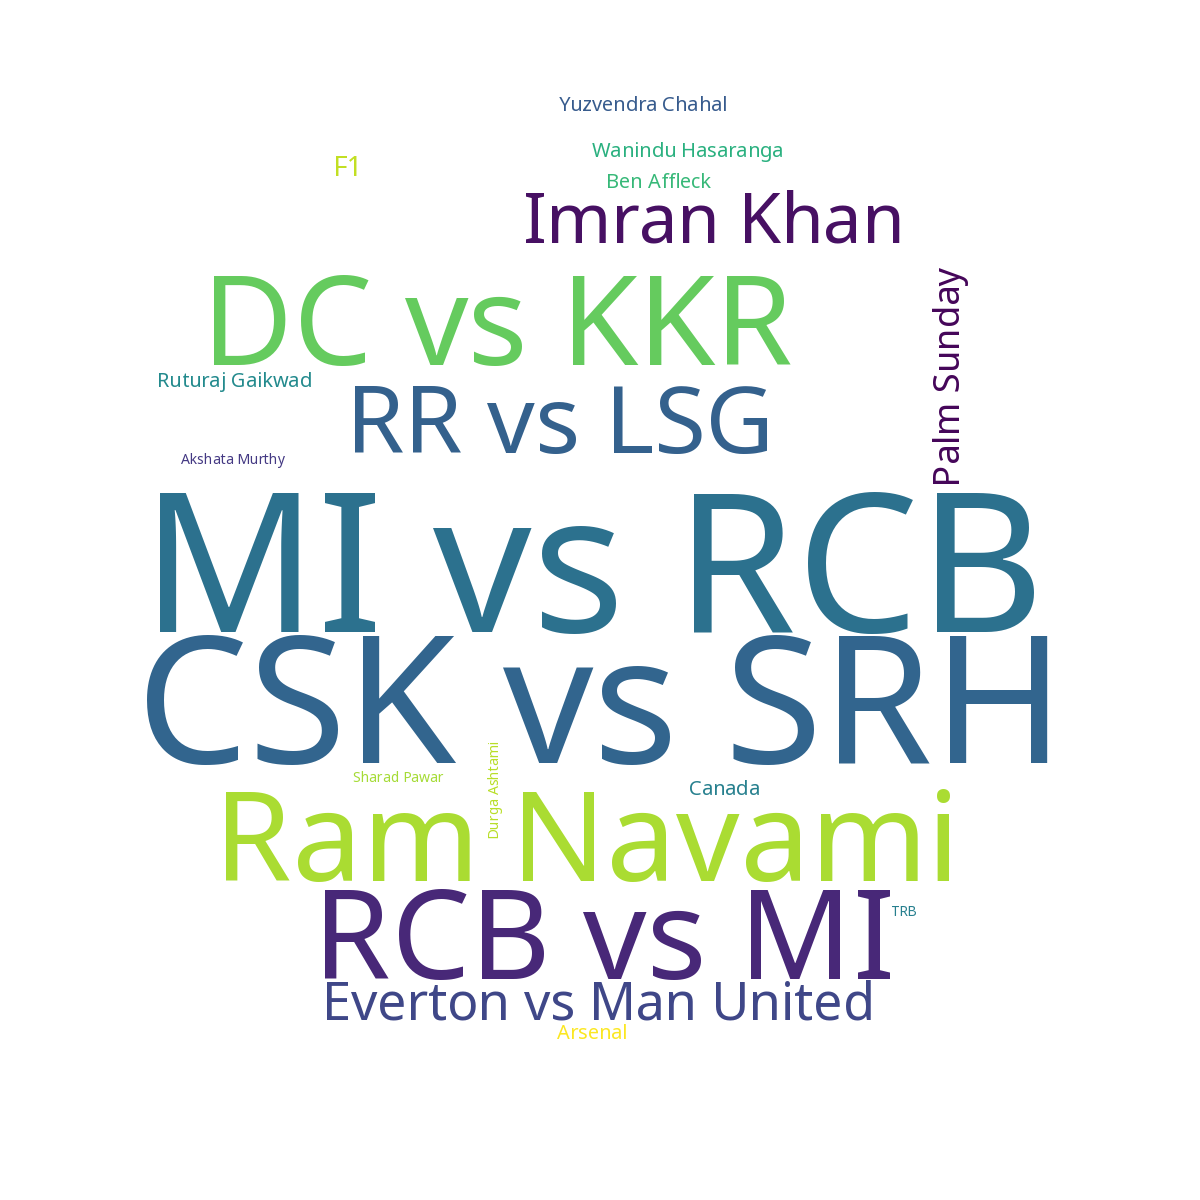 Yuzvendra Chahal
Wanindu Hasaranga
F1
Ben Affleck
Imran Khan
DC vs KKR
Palm Sunday
Ruturaj Gaikwad
RR vs LSG
Akshata Murthy
MI vs RCB
CSK vs SRH
Sharad Pawar
Durga Ashtami
Canada
Ram Navami
RCB vs MI
TRB
Everton vs Man United
Arsenal